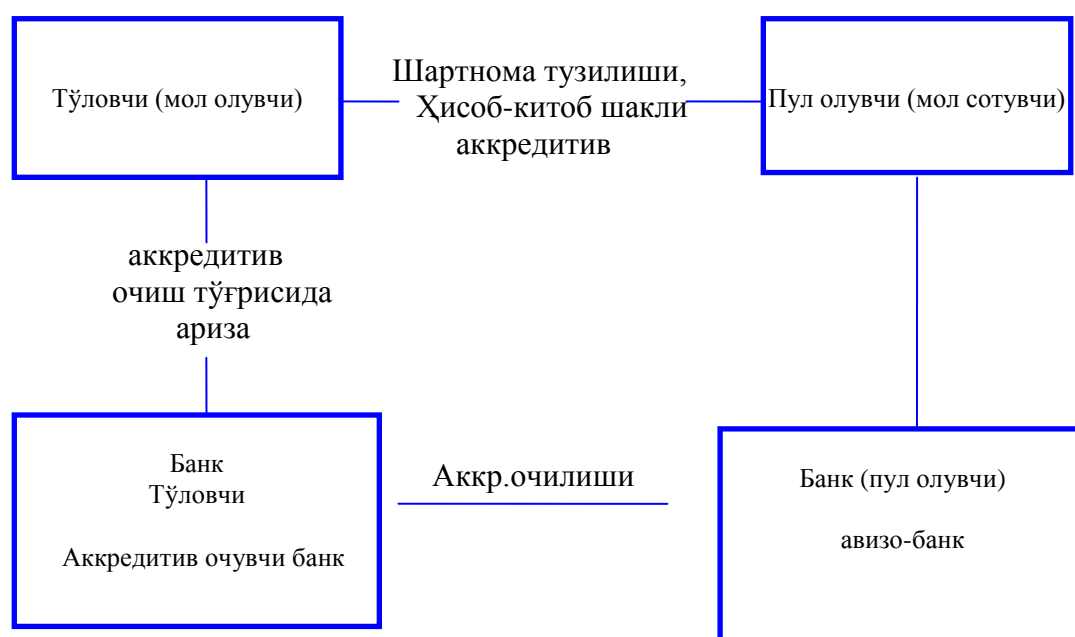 Тўловчи (мол олувчи)
Шартнома тузилиши,
Ҳисоб-китоб шакли
аккредитив
Пул олувчи (мол сотувчи)
аккредитив
очиш тўғрисида
ариза
Банк
Тўловчи
Аккредитив очувчи банк
Аккр.очилиши
Банк (пул олувчи)
авизо-банк